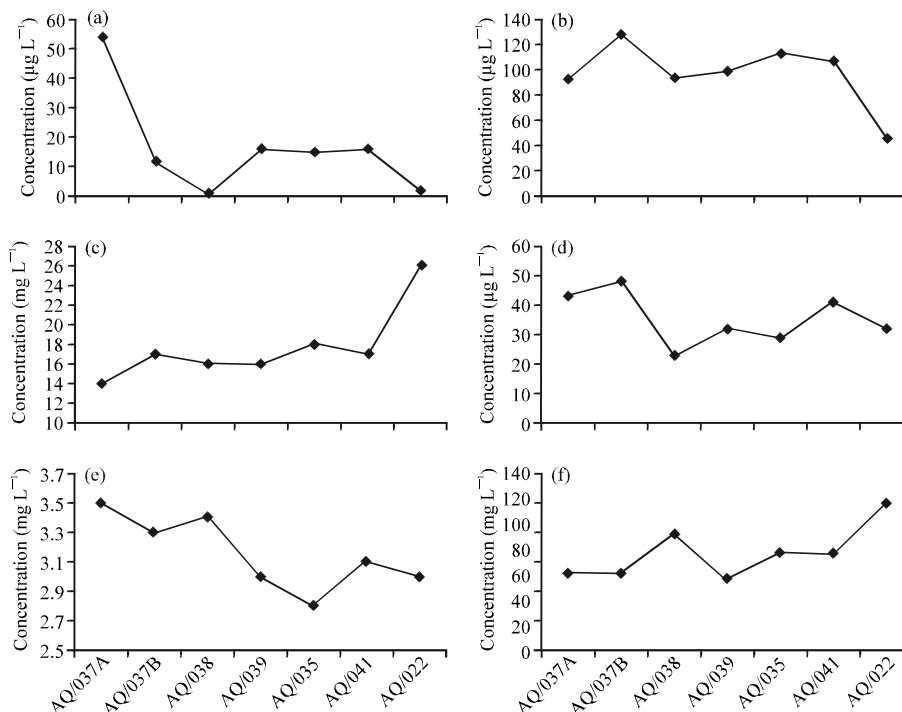 (a)
Concentration (µg L⁻¹)
60
50
40
30
20
10
0
(b)
Concentration (µg L⁻¹)
140
120
100
80
60
40
20
0
(c)
Concentration (mg L⁻¹)
28
26
24
22
20
18
16
14
12
10
(d)
Concentration (µg L⁻¹)
60
50
40
30
20
10
0
(e)
Concentration (mg L⁻¹)
3.7
3.5
3.3
3.1
2.9
2.7
2.5
AQ/037A
AQ/037B
AQ/038
AQ/039
AQ/035
AQ/041
AQ/022
(f)
Concentration (mg L⁻¹)
140
120
100
80
60
40
20
0
AQ/037A
AQ/037B
AQ/038
AQ/039
AQ/035
AQ/041
AQ/022